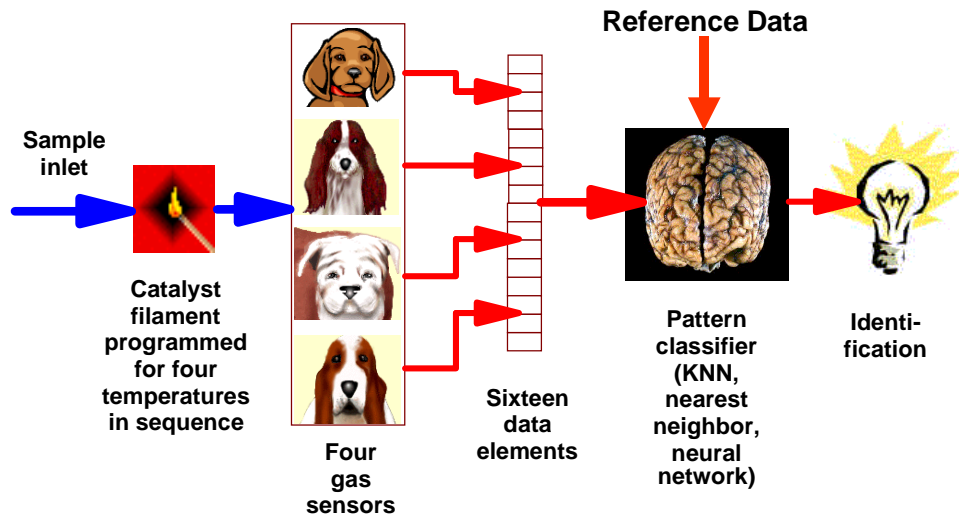 Reference Data
Sample
inlet
Catalyst
filament
programmed
for four
temperatures
in sequence
Four
gas
sensors
Sixteen
data
elements
Pattern
classifier
(KNN,
nearest
neighbor,
neural
network)
Identi-
fication